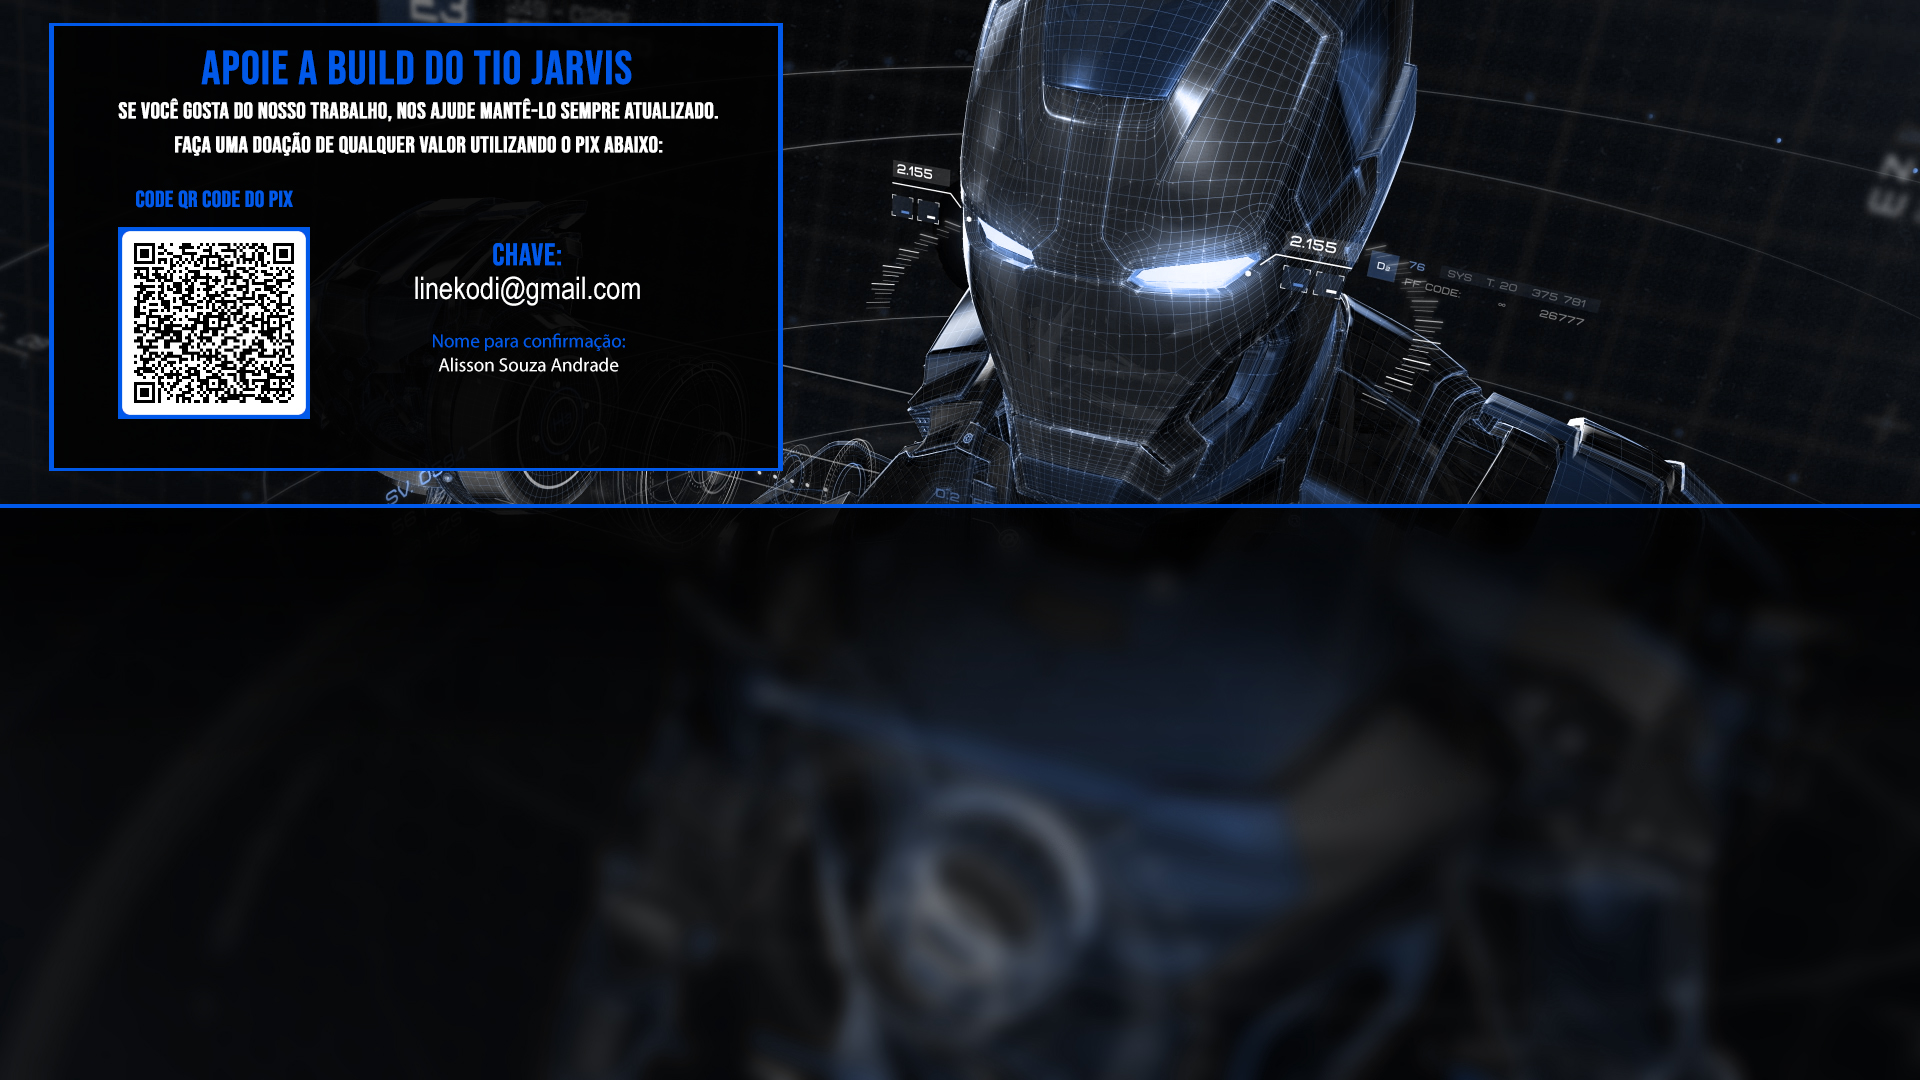 APOIE A BUILD DO TIO JARVIS
SE VOCÊ GOSTA DO NOSSO TRABALHO, NOS AJUDE MANTÊ-LO SEMPRE ATUALIZADO.
FAÇA UMA DOAÇÃO DE QUALQUER VALOR UTILIZANDO O PIX ABAIXO:
CODE QR CODE DO PIX
CHAVE:
linekodi@gmail.com
Nome para confirmação:
Alisson Souza Andrade
E3
2.155
2.155
76
SYS T. 20 375 781
FF CODE: 26777